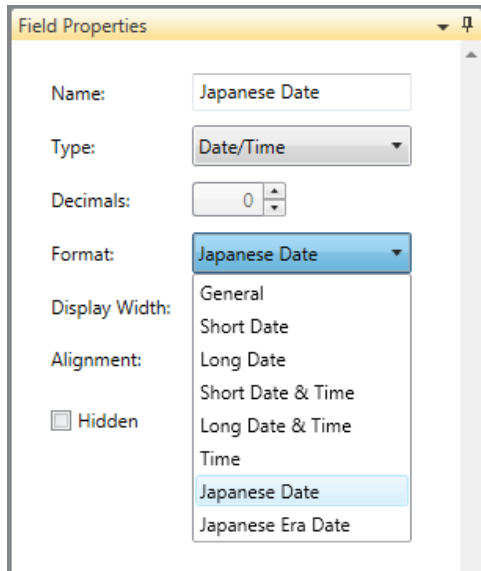 Field Properties
Name: Japanese Date
Type: Date/Time
Decimals: 0
Format: Japanese Date
General
Display Width:
Short Date
Alignment: Long Date
Short Date & Time
Hidden Long Date & Time
Time
Japanese Date
Japanese Era Date